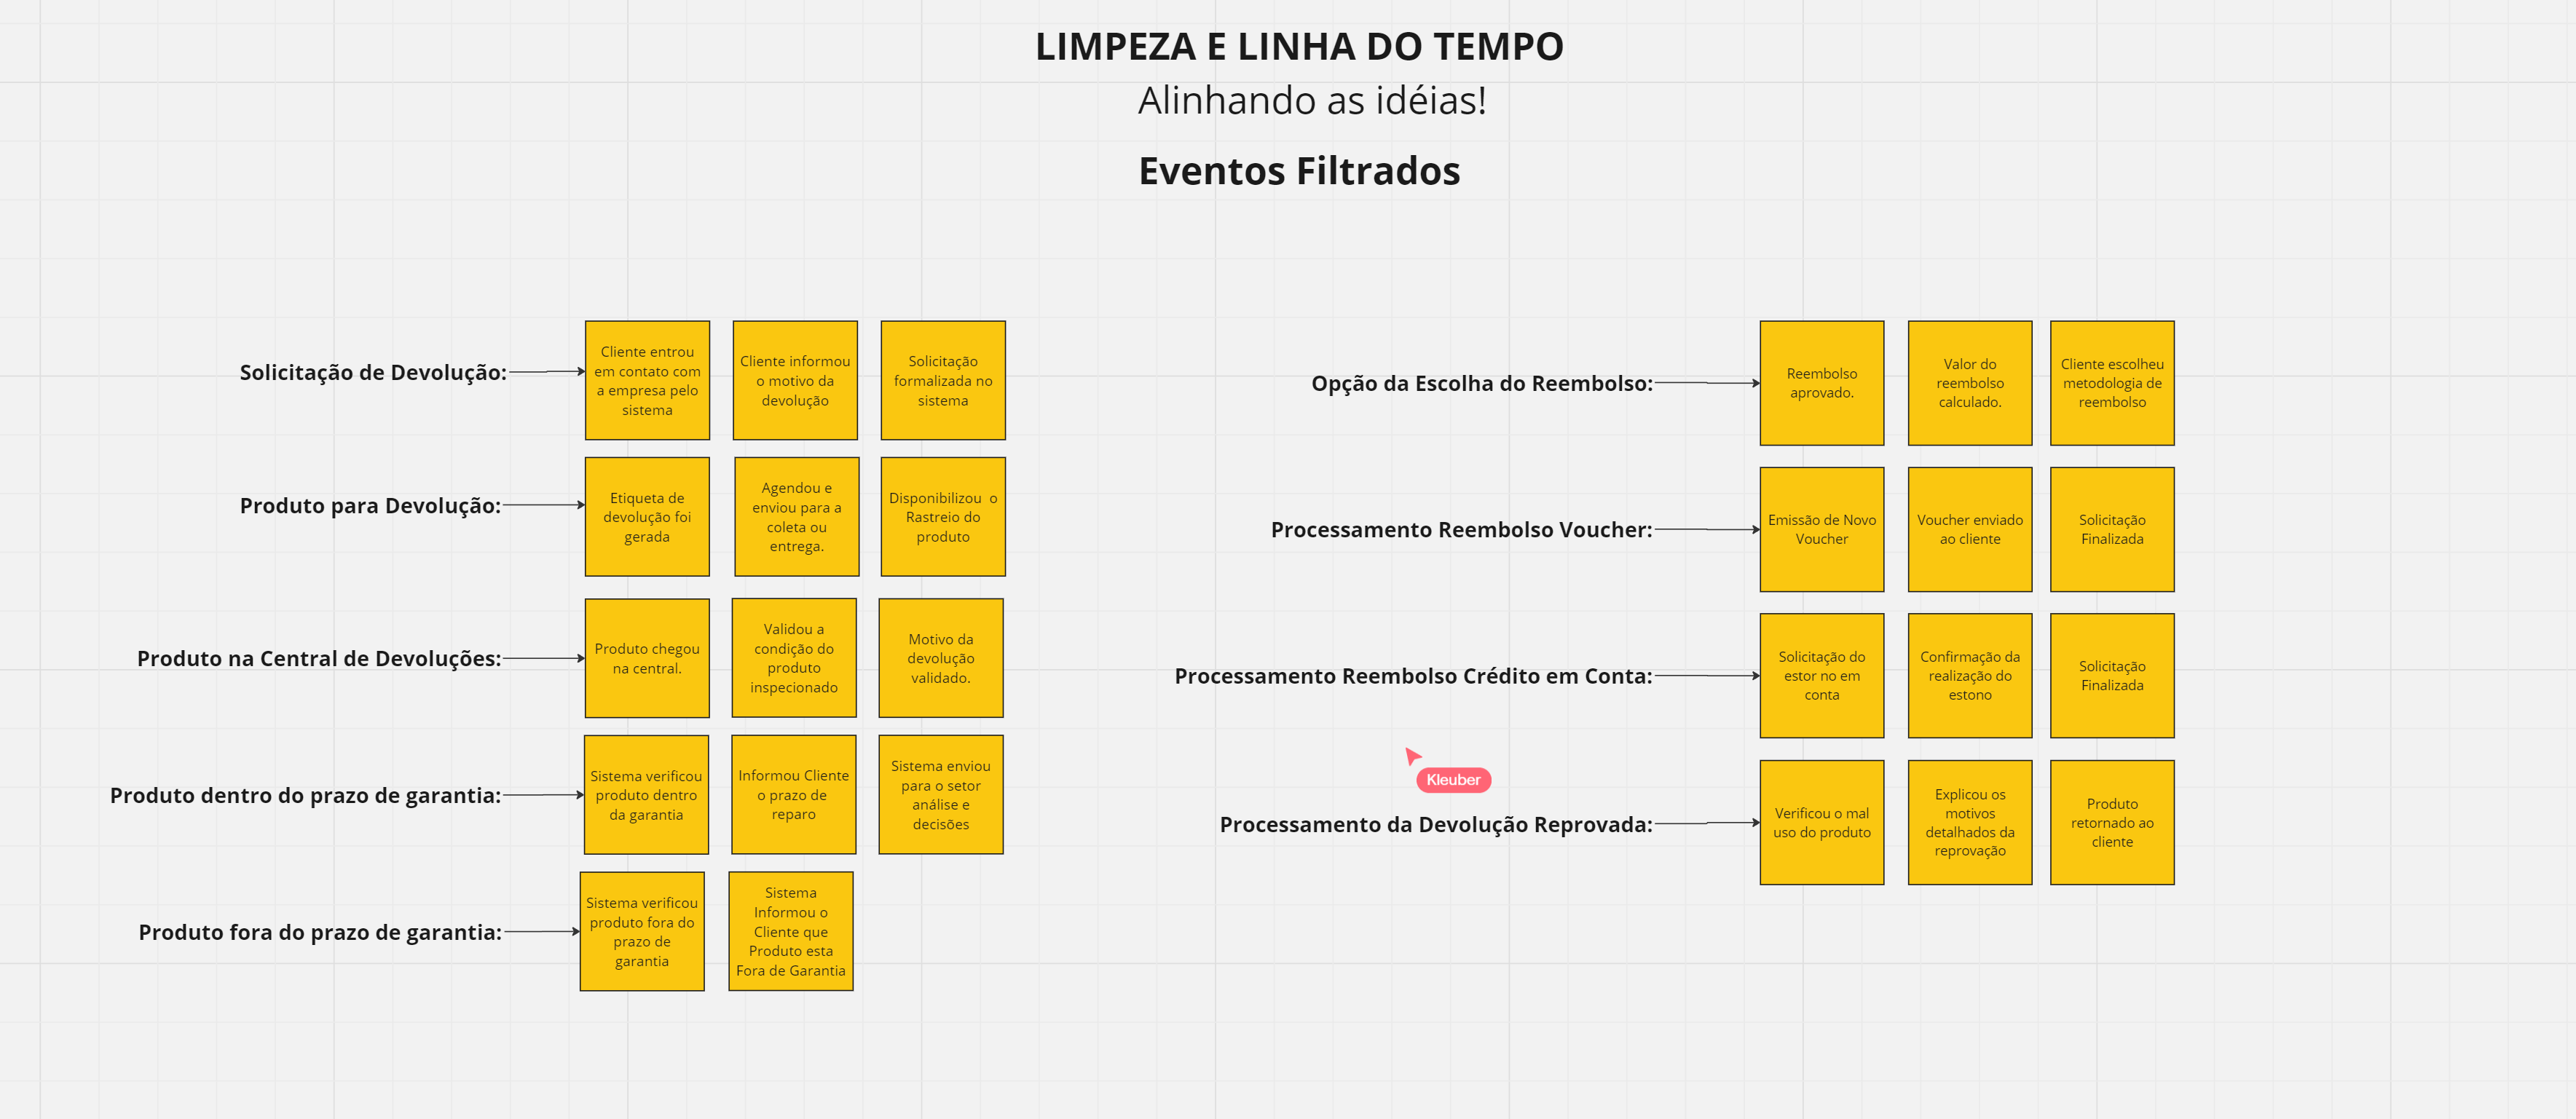 LIMPEZA E LINHA DO TEMPO
Alinhando as idéias!
Eventos Filtrados
Solicitação de Devolução:
Cliente entrou
em contato com
a empresa pelo
sistema
Cliente informou
o motivo da
devolução
Solicitação
formalizada no
sistema
Produto para Devolução:
Etiqueta de
devolução foi
gerada
Agendou e
enviou para a
coleta ou
entrega.
Disponibilizou o
Rastreio do
produto
Produto na Central de Devoluções:
Produto chegou
na central.
Validou a
condição do
produto
inspecionado
Motivo da
devolução
validado.
Produto dentro do prazo de garantia:
Sistema verificou
produto dentro
da garantia
Informou Cliente
o prazo de
reparo
Sistema enviou
para o setor
análise e
decisões
Produto fora do prazo de garantia:
Sistema verificou
produto fora do
prazo de
garantia
Sistema
Informou o
Cliente que
Produto esta
Fora de Garantia
Opção da Escolha do Reembolso:
Reembolso
aprovado.
Valor do
reembolso
calculado.
Cliente escolheu
metodologia de
reembolso
Processamento Reembolso Voucher:
Emissão de Novo
Voucher
Voucher enviado
ao cliente
Solicitação
Finalizada
Processamento Reembolso Crédito em Conta:
Solicitação do
estor no em
conta
Confirmação da
realização do
estono
Solicitação
Finalizada
Kleuber
Processamento da Devolução Reprovada:
Verificou o mal
uso do produto
Explicou os
motivos
detalhados da
reprovação
Produto
retornado ao
cliente